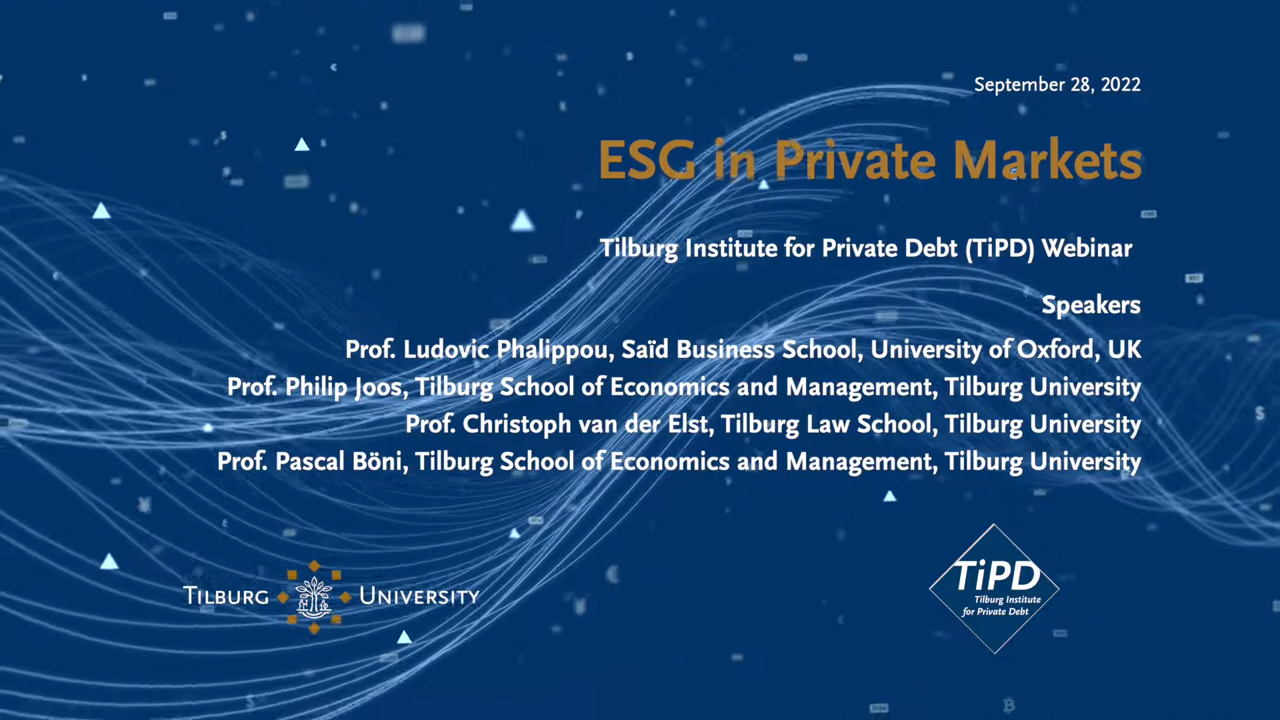 September 28, 2022
ESG in Private Markets
Tilburg Institute for Private Debt (TiPD) Webinar
Speakers
Prof. Ludovic Phalippou, Saïd Business School, University of Oxford, UK
Prof. Philip Joos, Tilburg School of Economics and Management, Tilburg University
Prof. Christoph van der Elst, Tilburg Law School, Tilburg University
Prof. Pascal Böni, Tilburg School of Economics and Management, Tilburg University
TILBURG UNIVERSITY
TiPD
Tilburg Institute
for Private Debt